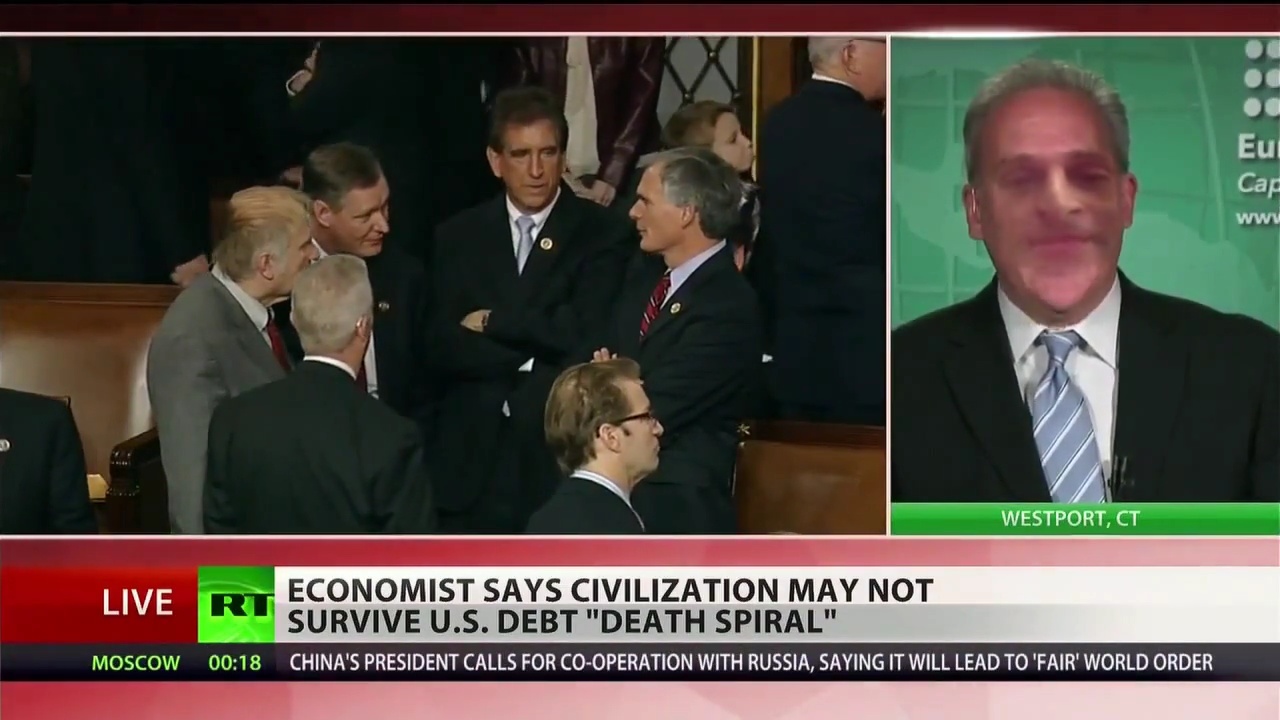 Eur
Cap
www.
WESTPORT, CT
LIVE
RT
ECONOMIST SAYS CIVILIZATION MAY NOT
SURVIVE U.S. DEBT "DEATH SPIRAL"
MOSCOW 00:18 CHINA'S PRESIDENT CALLS FOR CO-OPERATION WITH RUSSIA, SAYING IT WILL LEAD TO 'FAIR' WORLD ORDER